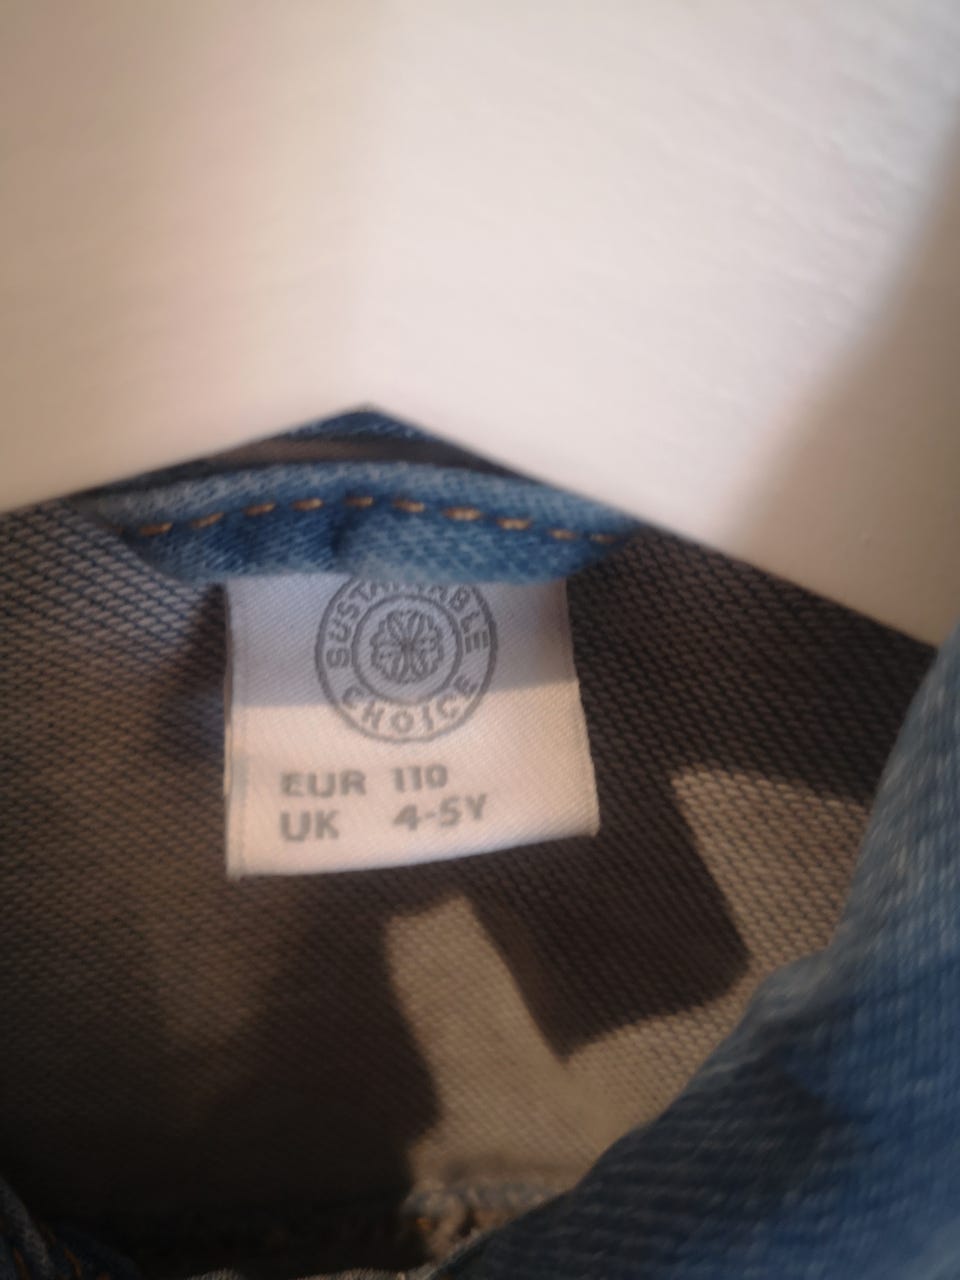 SUSTAINABLE
CHOICE
EUR 110
UK 4-5Y